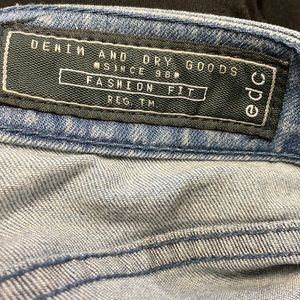 DENIM AND DRY GOODS
SINCE 98
FASHION FIT
REG TM.
edc